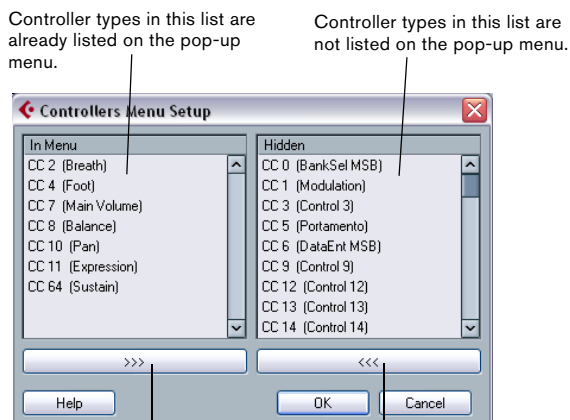 Controller types in this list are
already listed on the pop-up
menu.
Controller types in this list are
not listed on the pop-up menu.
Controllers Menu Setup
In Menu
CC 2 (Breath)
CC 4 (Foot)
CC 7 (Main Volume)
CC 8 (Balance)
CC 10 (Pan)
CC 11 (Expression)
CC 64 (Sustain)
>>>
Hidden
CC 0 (BankSel MSB)
CC 1 (Modulation)
CC 3 (Control 3)
CC 5 (Portamento)
CC 6 (DataEnt MSB)
CC 9 (Control 9)
CC 12 (Control 12)
CC 13 (Control 13)
CC 14 (Control 14)
<<<
Help
OK
Cancel